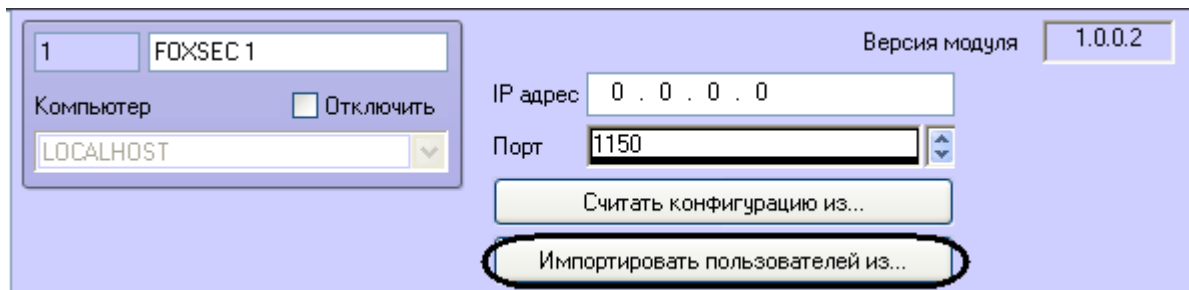 1 FOXSEC 1
Компьютер Отключить
LOCALHOST
Версия модуля 1.0.0.2
IP адрес 0 . 0 . 0 . 0
Порт 1150
Считать конфигурацию из...
Импортировать пользователей из...